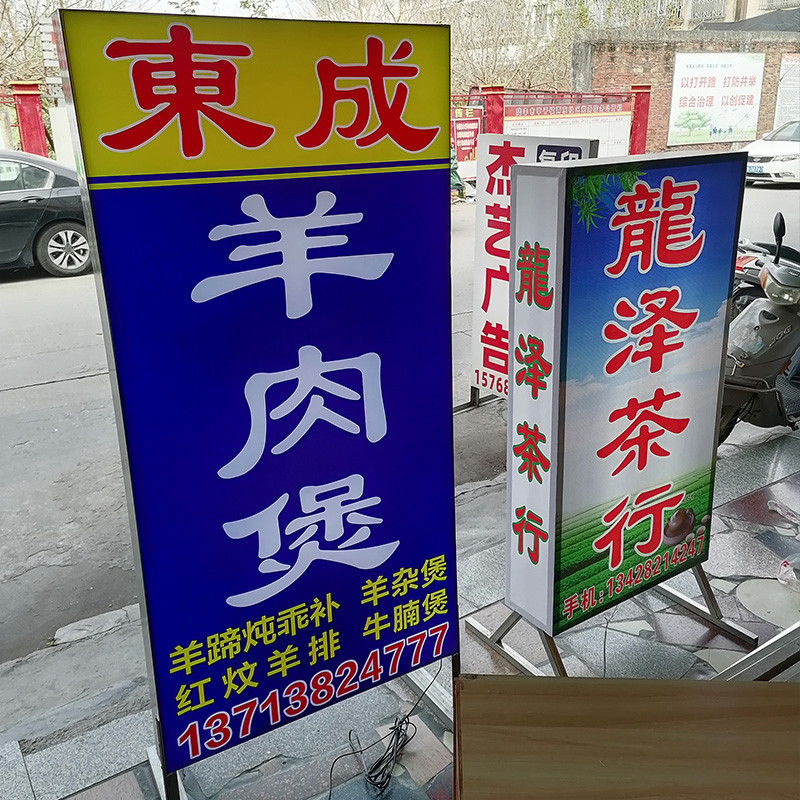 東成
羊肉煲
羊蹄炖乖补 羊杂煲
红炆羊排 牛腩煲
13713824777
杰艺广告
15768
龍泽茶行
龍泽茶行
手机:13428214247
以打开路 打防并举
综合治理 以创促建